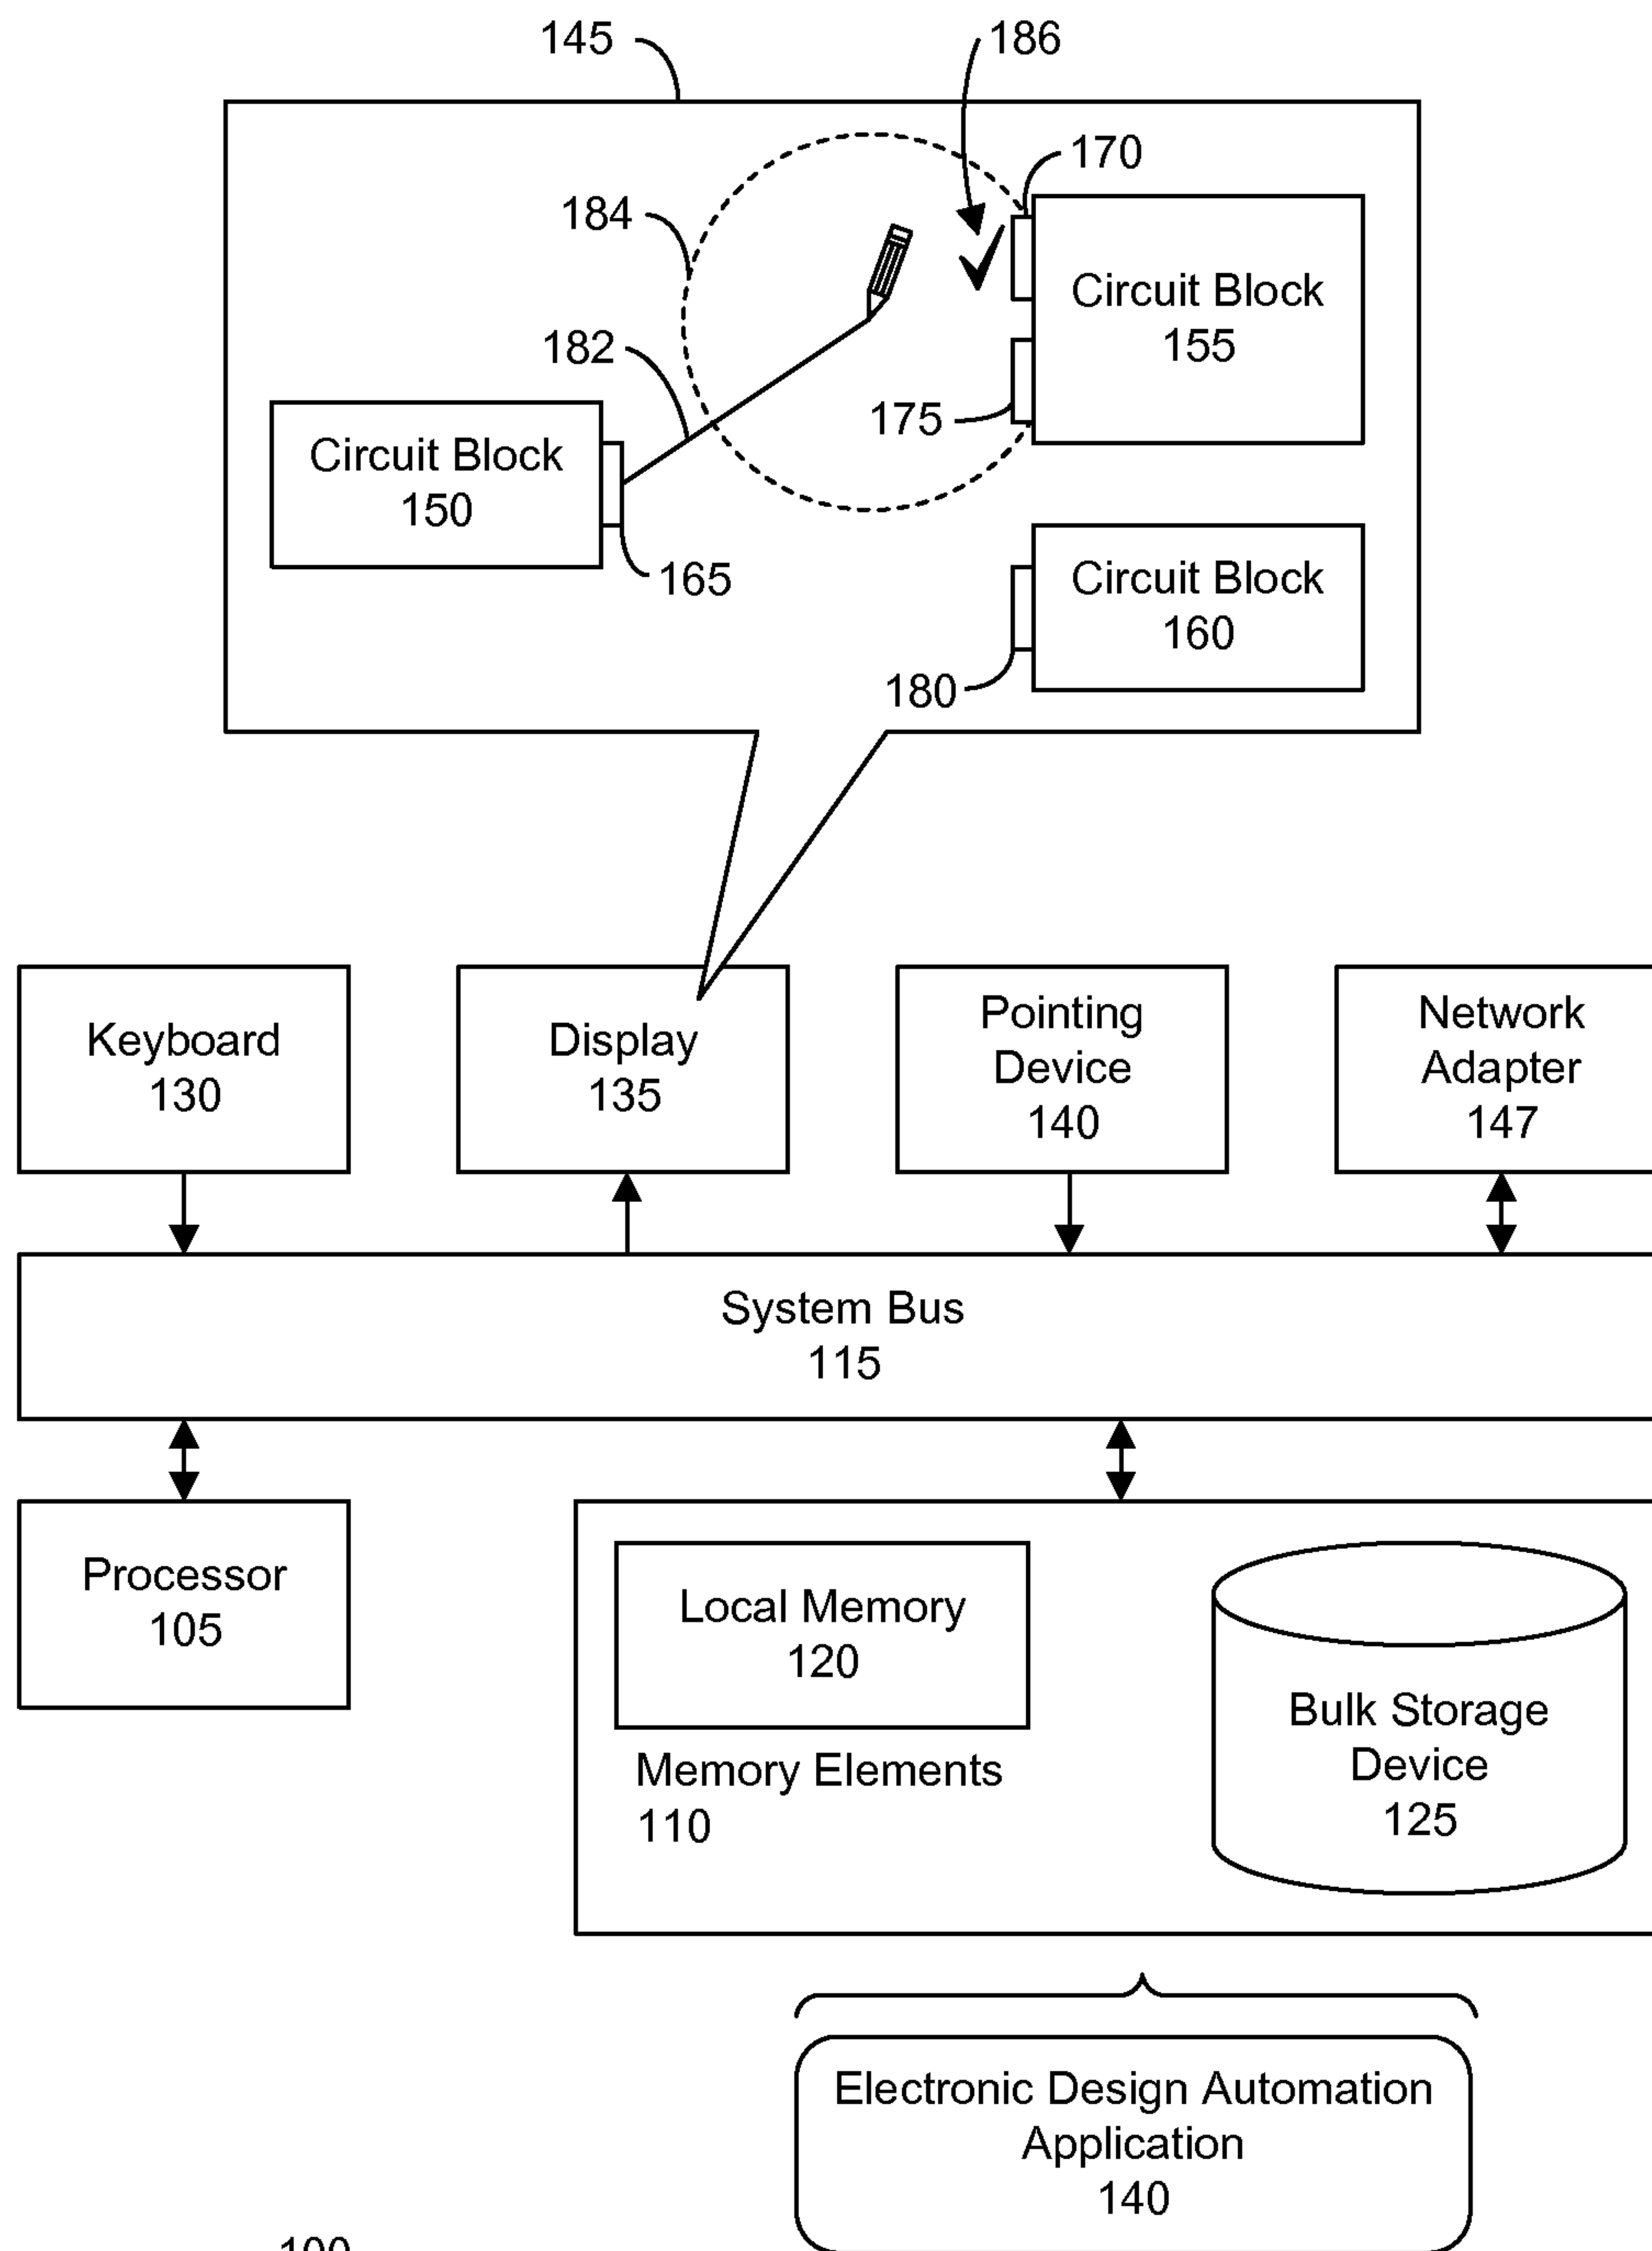 145
186
170
184
Circuit Block
155
182
175
Circuit Block
150
165
Circuit Block
160
180
Keyboard
130
Display
135
Pointing
Device
140
Network
Adapter
147
System Bus
115
Processor
105
Local Memory
120
Memory Elements
110
Bulk Storage
Device
125
Electronic Design Automation
Application
140
100